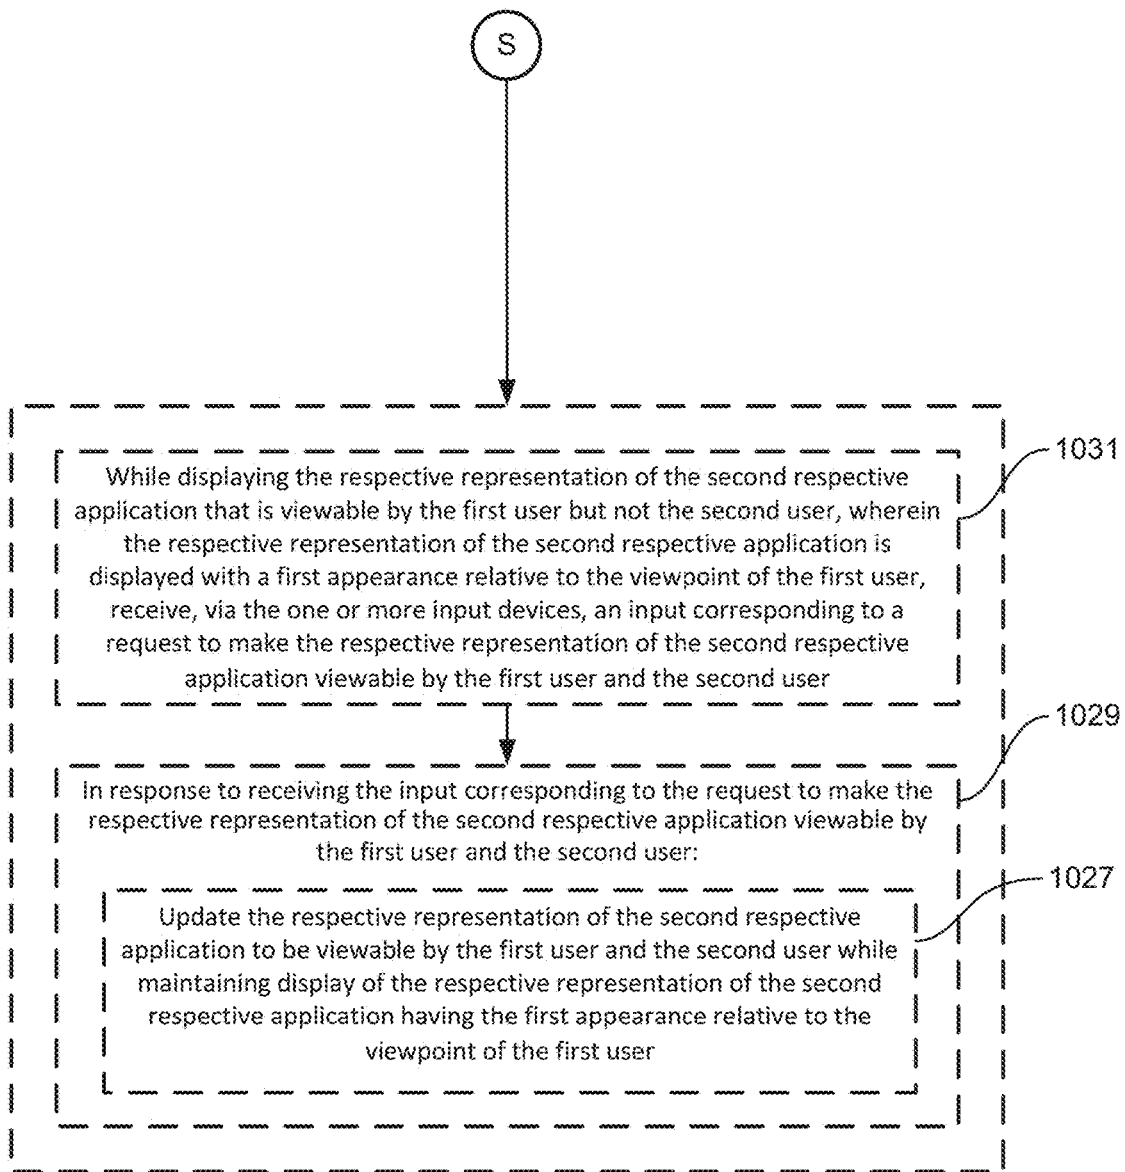 S
While displaying the respective representation of the second respective
application that is viewable by the first user but not the second user, wherein
the respective representation of the second respective application is
displayed with a first appearance relative to the viewpoint of the first user,
receive, via the one or more input devices, an input corresponding to a
request to make the respective representation of the second respective
application viewable by the first user and the second user
1031
In response to receiving the input corresponding to the request to make the
respective representation of the second respective application viewable by
the first user and the second user:
1029
Update the respective representation of the second respective
application to be viewable by the first user and the second user while
maintaining display of the respective representation of the second
respective application having the first appearance relative to the
viewpoint of the first user
1027